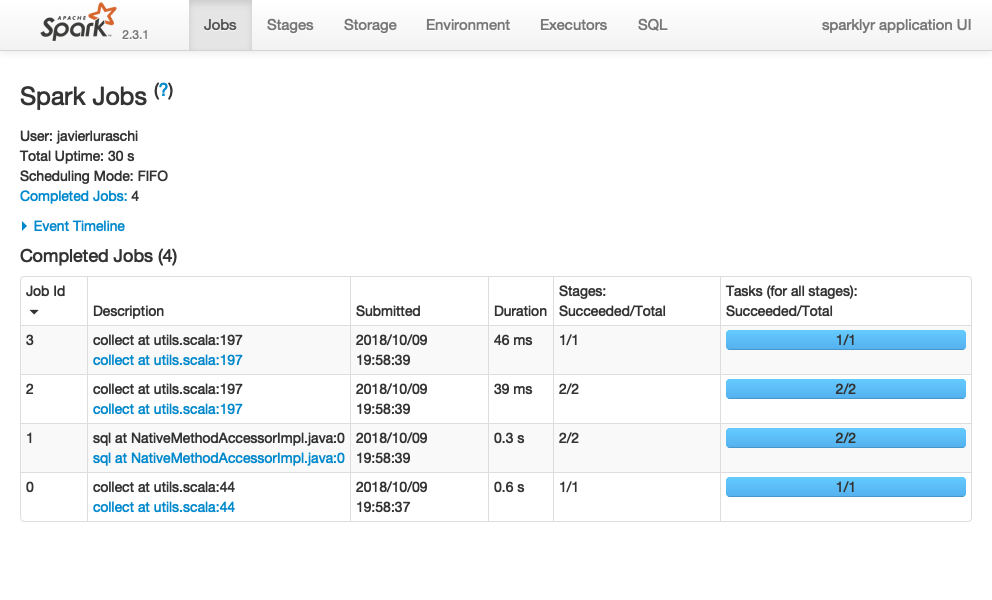 APACHE
Spark 2.3.1 Jobs Stages Storage Environment Executors SQL sparklyr application UI
Spark Jobs (?)
User: javierluraschi
Total Uptime: 30 s
Scheduling Mode: FIFO
Completed Jobs: 4
Event Timeline
Completed Jobs (4)
Job Id Description Submitted Duration Stages: Succeeded/Total Tasks (for all stages): Succeeded/Total
3 collect at utils.scala:197 2018/10/09 46 ms 1/1 1/1
collect at utils.scala:197 19:58:39
2 collect at utils.scala:197 2018/10/09 39 ms 2/2 2/2
collect at utils.scala:197 19:58:39
1 sql at NativeMethodAccessorImpl.java:0 2018/10/09 0.3 s 2/2 2/2
sql at NativeMethodAccessorImpl.java:0 19:58:39
0 collect at utils.scala:44 2018/10/09 0.6 s 1/1 1/1
collect at utils.scala:44 19:58:37